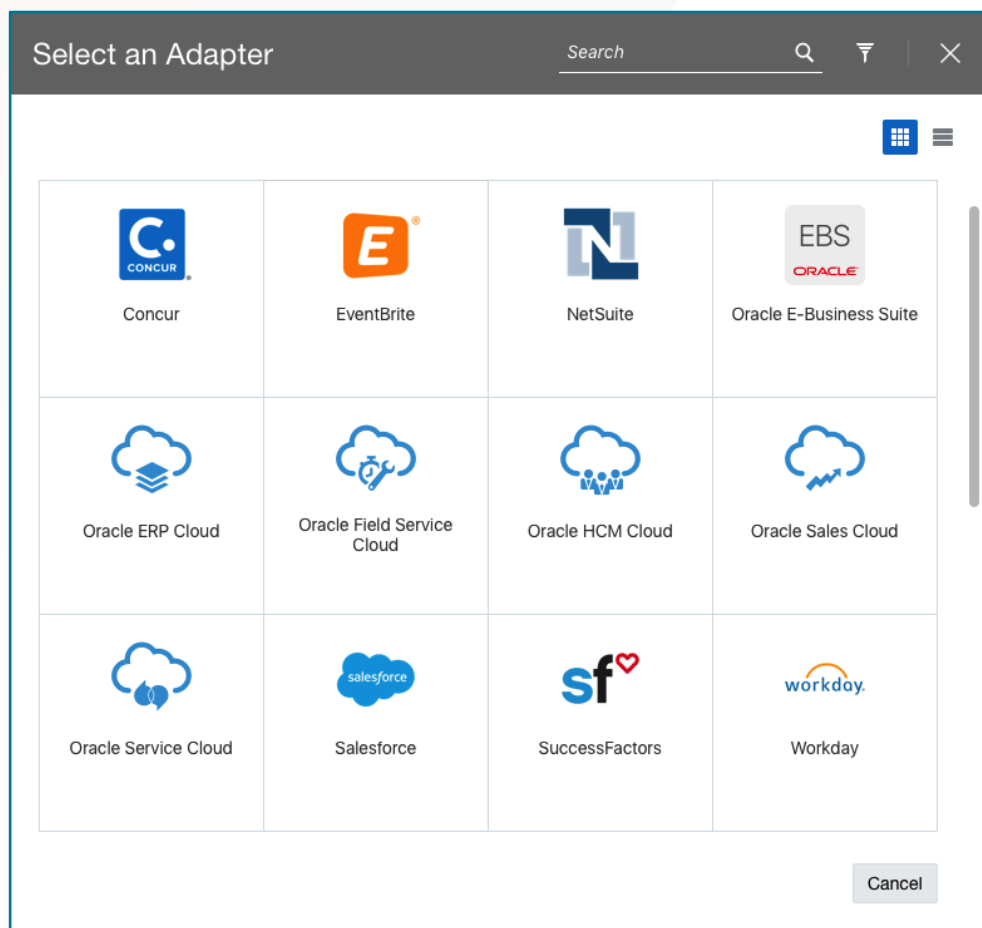 Select an Adapter
Search
C.
CONCUR
E
®
N
EBS
ORACLE
Concur
EventBrite
NetSuite
Oracle E-Business Suite
Oracle ERP Cloud
Oracle Field Service
Cloud
Oracle HCM Cloud
Oracle Sales Cloud
salesforce
sf
workday.
Oracle Service Cloud
Salesforce
SuccessFactors
Workday
Cancel